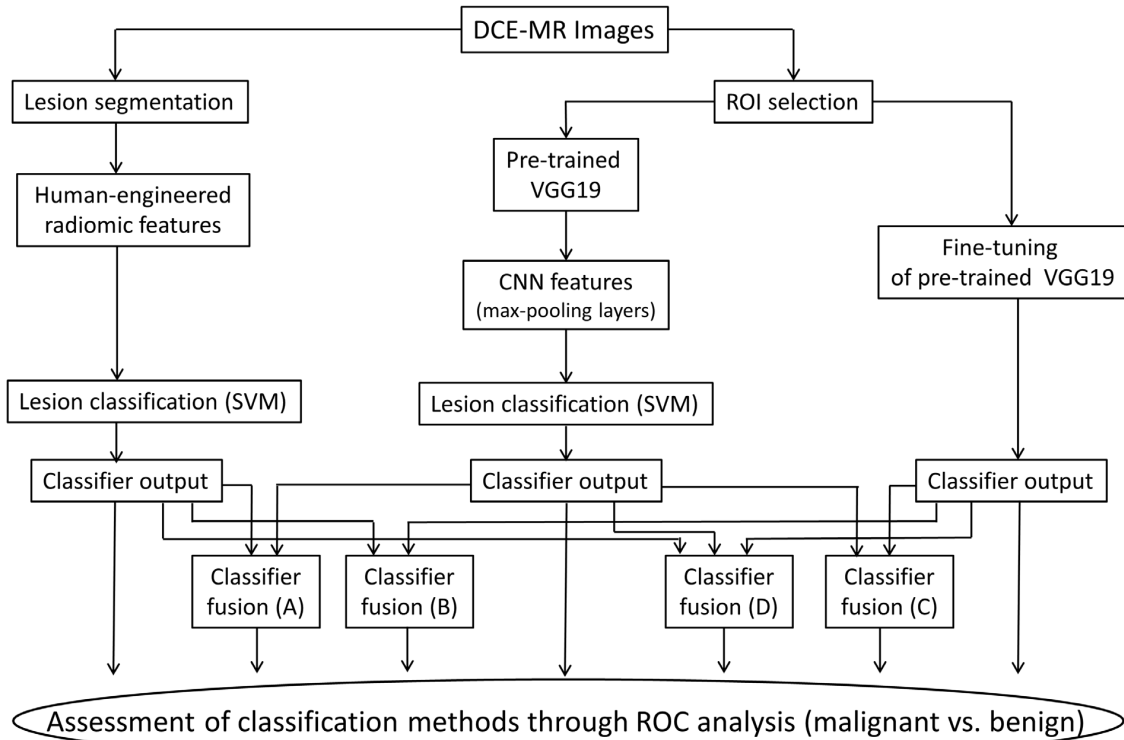 DCE-MR Images
Lesion segmentation
ROI selection
Pre-trained
VGG19
Human-engineered
radiomic features
Fine-tuning
of pre-trained VGG19
CNN features
(max-pooling layers)
Lesion classification (SVM)
Lesion classification (SVM)
Classifier output
Classifier output
Classifier output
Classifier
fusion (A)
Classifier
fusion (B)
Classifier
fusion (D)
Classifier
fusion (C)
Assessment of classification methods through ROC analysis (malignant vs. benign)